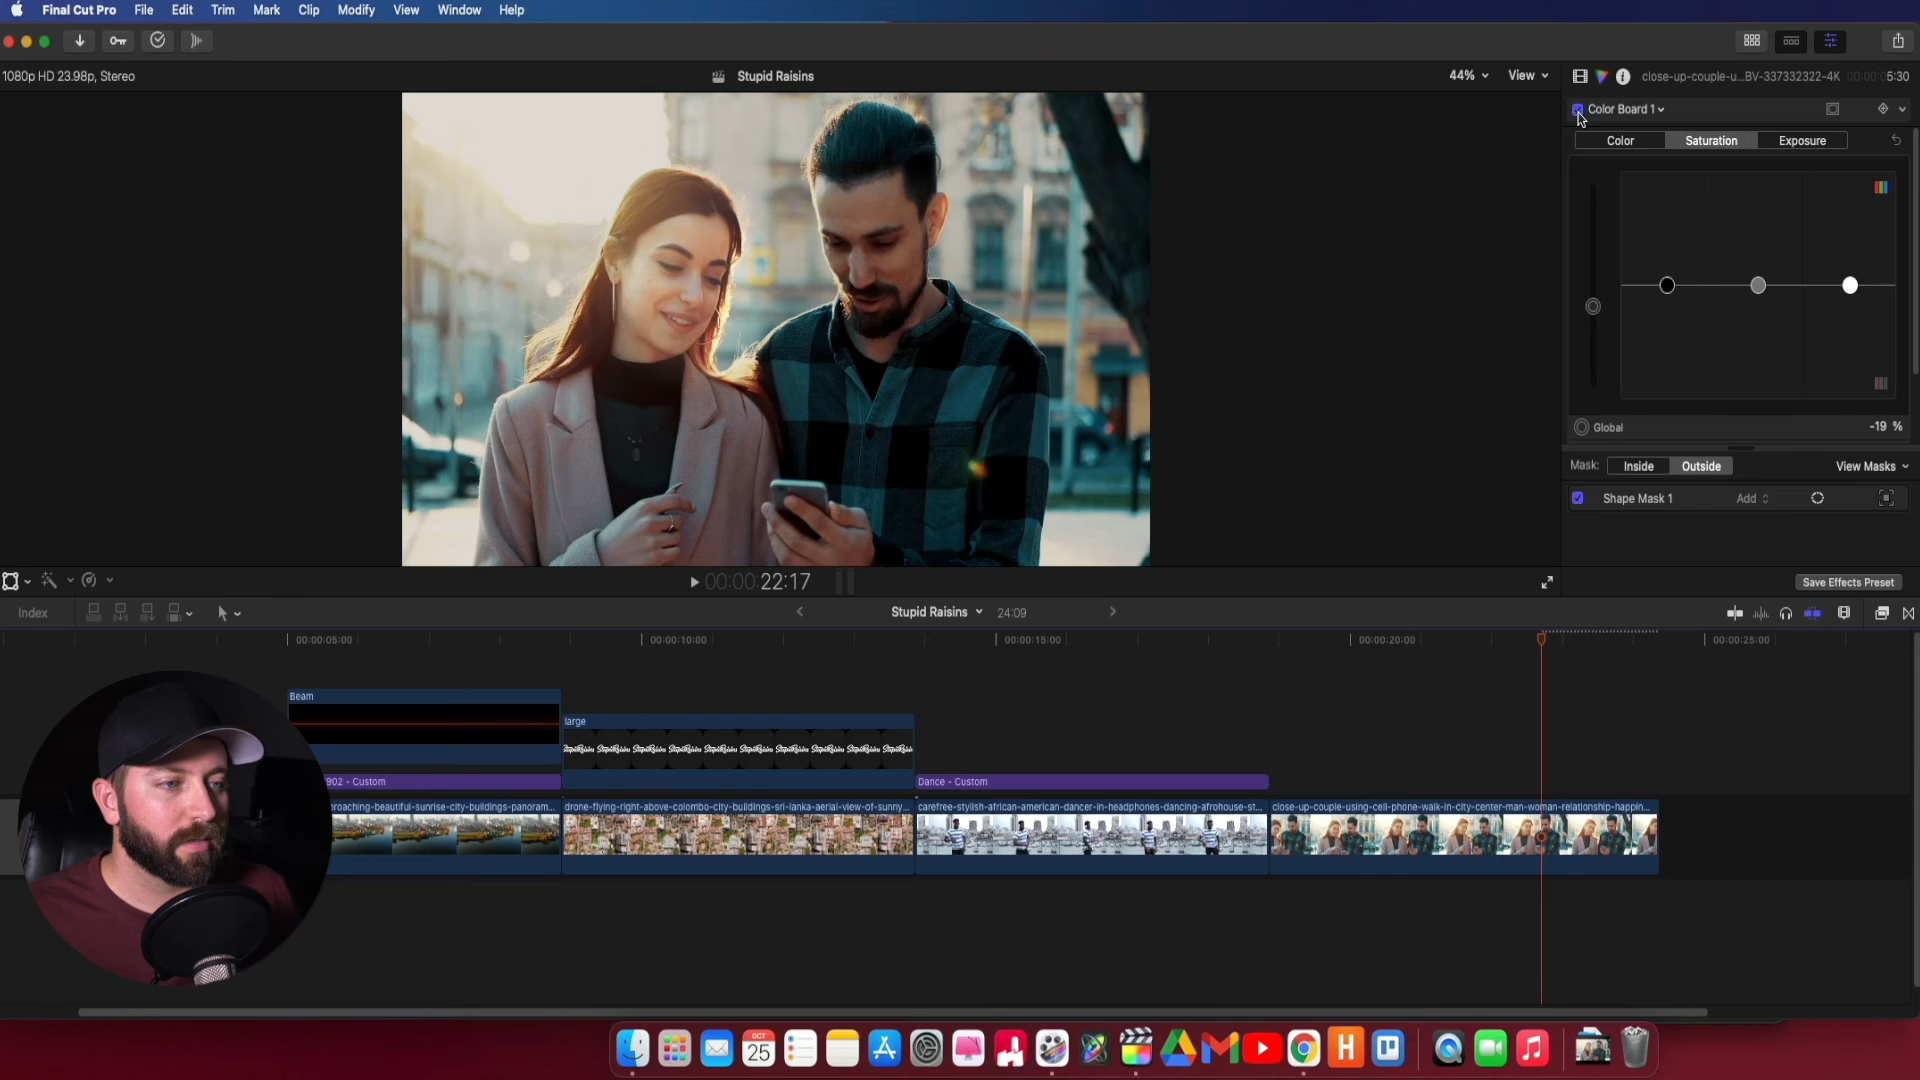 Final Cut Pro File Edit Trim Mark Clip Modify View Window Help
1080p HD 23.98p, Stereo
Stupid Raisins
44%
View
close-up-couple-u...BV-337332322-4K
5:30
Color Board 1
Color
Saturation
Exposure
Global
-19 %
Mask:
Inside
Outside
View Masks
Shape Mask 1
Add
00:00:22:17
Save Effects Preset
Index
Stupid Raisins
24:09
00:00:05:00
00:00:10:00
00:00:15:00
00:00:20:00
00:00:25:00
Beam
large
902 - Custom
Dance - Custom
roaching-beautiful-sunrise-city-buildings-panoram...
drone-flying-right-above-colombo-city-buildings-sri-lanka-aerial-view-of-sunny...
carefree-stylish-african-american-dancer-in-headphones-dancing-afrohouse-st...
close-up-couple-using-cell-phone-walk-in-city-center-man-woman-relationship-happin...
OCT
25